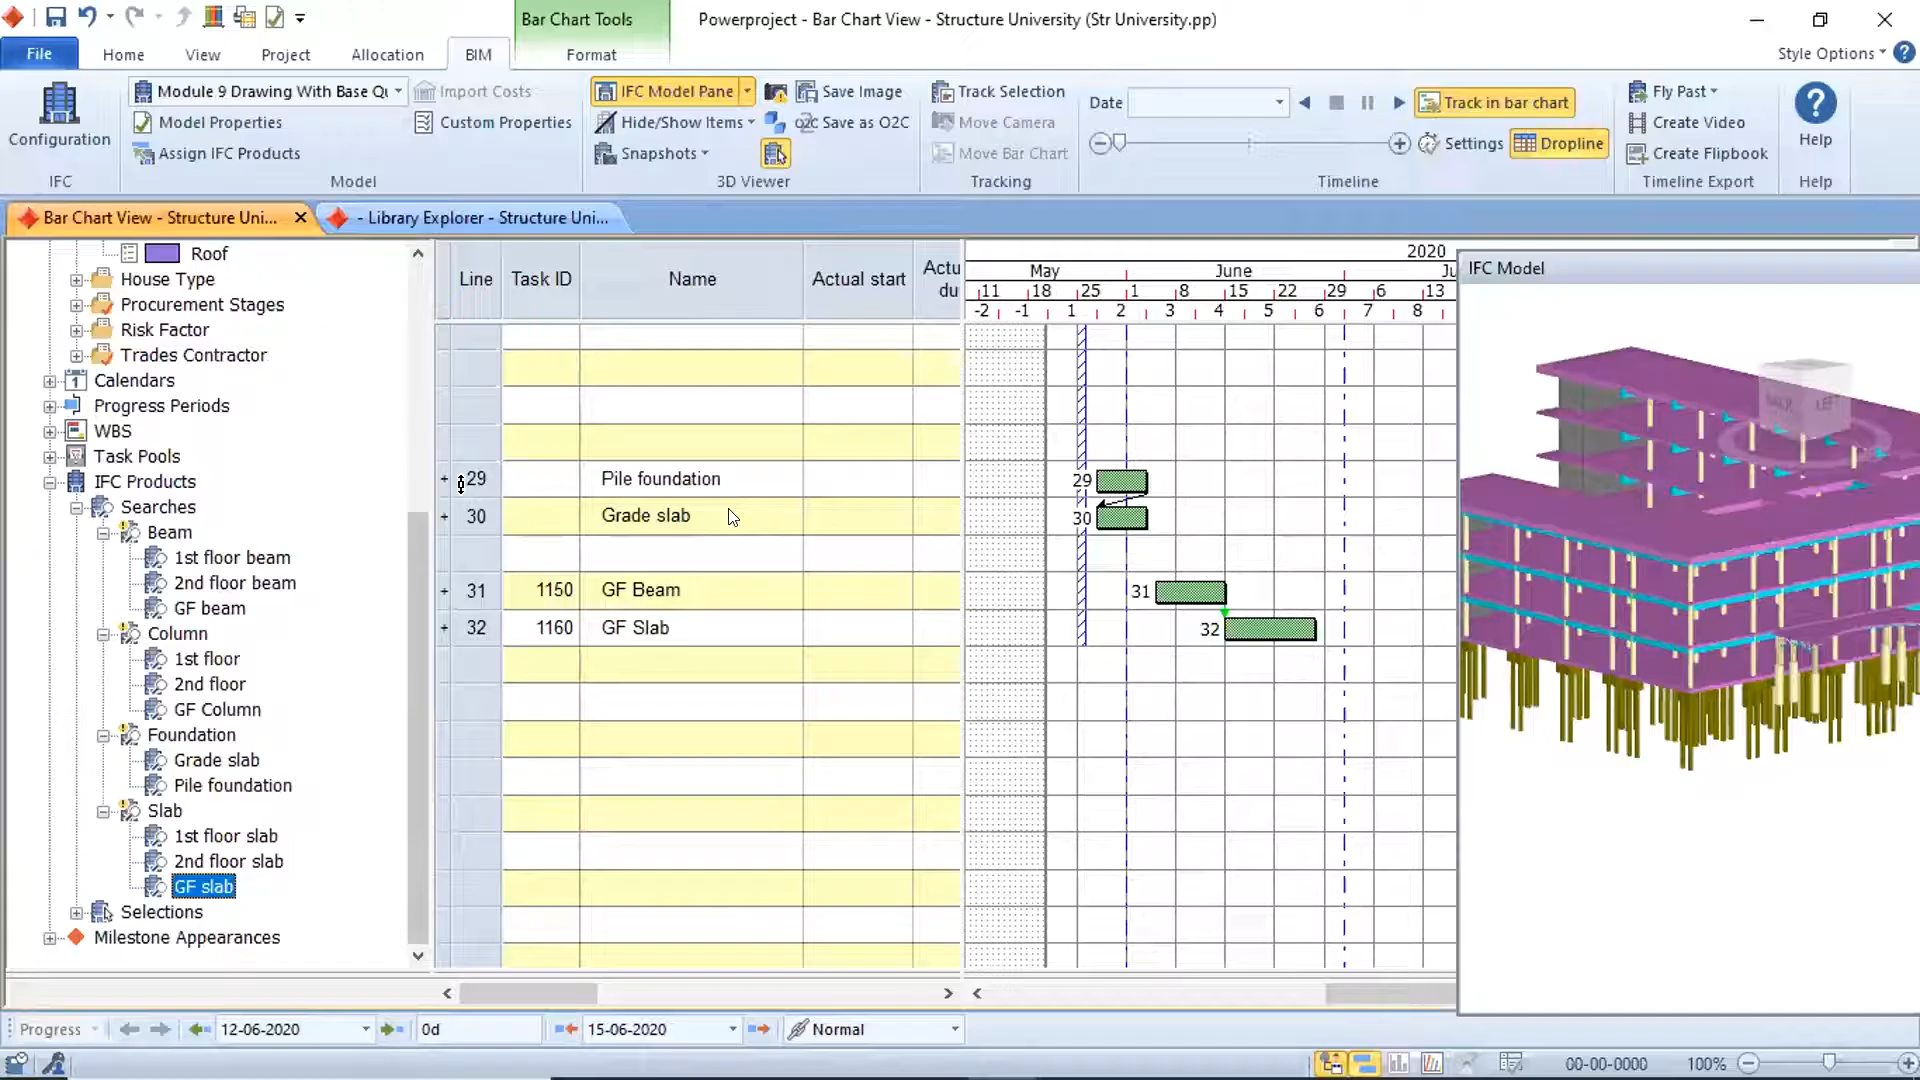 Bar Chart Tools
Powerproject - Bar Chart View - Structure University (Str University.pp)
File
Home
View
Project
Allocation
BIM
Format
Style Options
Configuration
IFC
Module 9 Drawing With Base Qu
Import Costs
Model Properties
Custom Properties
Assign IFC Products
Model
IFC Model Pane
Save Image
Hide/Show Items
Save as O2C
Snapshots
3D Viewer
Track Selection
Move Camera
Move Bar Chart
Tracking
Date
Track in bar chart
Settings
Dropline
Timeline
Fly Past
Create Video
Create Flipbook
Timeline Export
Help
Help
Bar Chart View - Structure Uni...
- Library Explorer - Structure Uni...
Roof
House Type
Procurement Stages
Risk Factor
Trades Contractor
Calendars
Progress Periods
WBS
Task Pools
IFC Products
Searches
Beam
1st floor beam
2nd floor beam
GF beam
Column
1st floor
2nd floor
GF Column
Foundation
Grade slab
Pile foundation
Slab
1st floor slab
2nd floor slab
GF slab
Selections
Milestone Appearances
Line
Task ID
Name
Actual start
Actu
du
29 Pile foundation
30 Grade slab
31 1150 GF Beam
32 1160 GF Slab
2020
May June Ju
11 18 25 1 8 15 22 29 6 13
-2 -1 1 2 3 4 5 6 7 8
29
30
31
32
IFC Model
BACK LEFT
Progress
12-06-2020
0d
15-06-2020
Normal
00-00-0000
100%